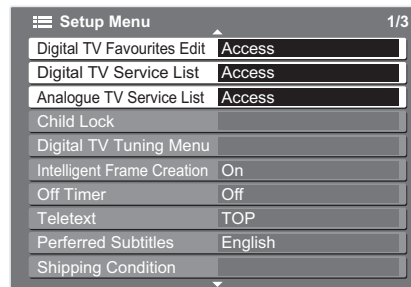 Setup Menu 1/3
Digital TV Favourites Edit Access
Digital TV Service List Access
Analogue TV Service List Access
Child Lock
Digital TV Tuning Menu
Intelligent Frame Creation On
Off Timer Off
Teletext TOP
Perferred Subtitles English
Shipping Condition